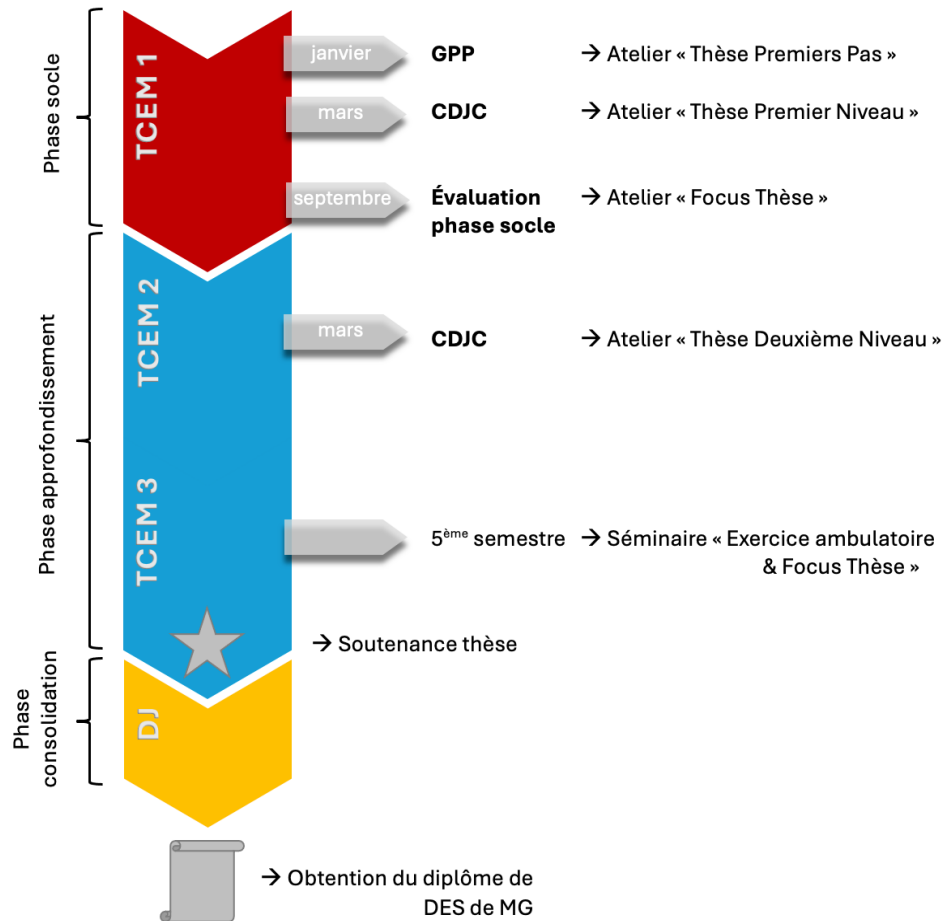 Phase socle
TCEM 1
janvier
GPP
→ Atelier « Thèse Premiers Pas »
mars
CDJC
→ Atelier « Thèse Premier Niveau »
septembre
Évaluation
phase socle
→ Atelier « Focus Thèse »
Phase approfondissement
TCEM 2
mars
CDJC
→ Atelier « Thèse Deuxième Niveau »
TCEM 3
5ème semestre
→ Séminaire « Exercice ambulatoire
& Focus Thèse »
→ Soutenance thèse
Phase
consolidation
DJ
→ Obtention du diplôme de
DES de MG